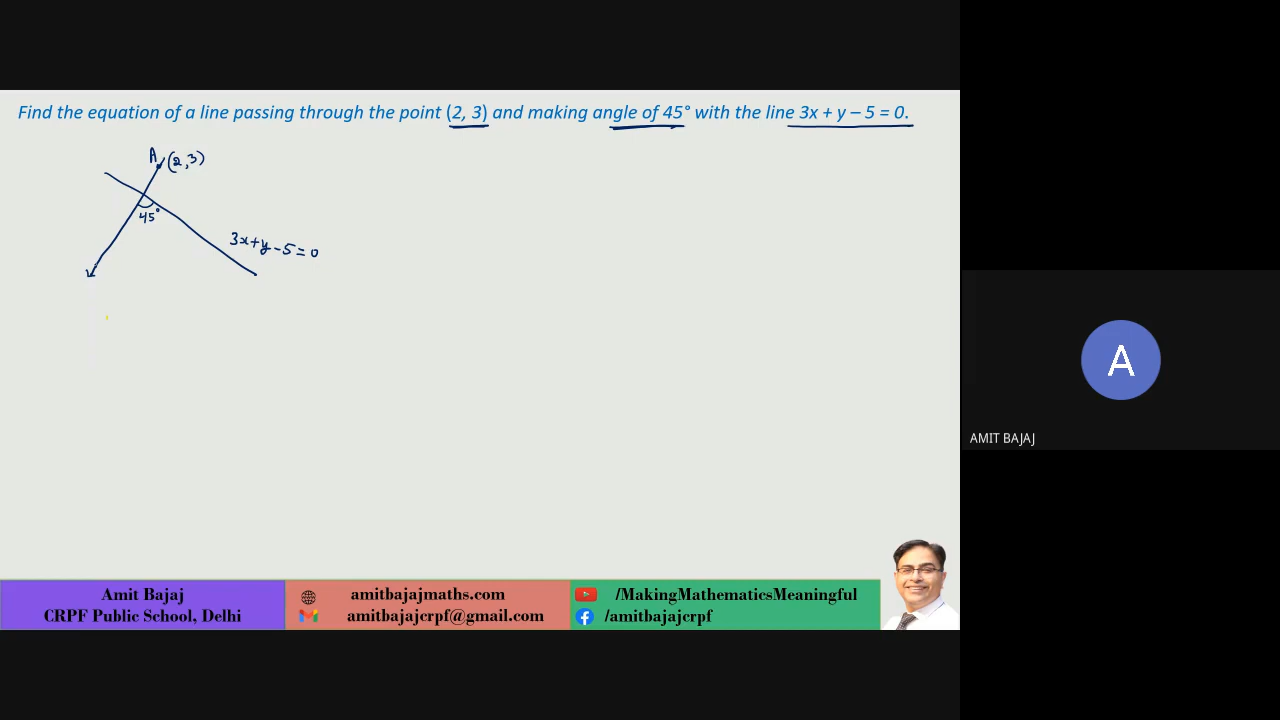 Find the equation of a line passing through the point (2, 3) and making angle of 45° with the line 3x + y – 5 = 0.
A (2,3)
45°
3x+y-5=0
A
AMIT BAJAJ
Amit Bajaj
CRPF Public School, Delhi
amitbajajmaths.com
amitbajajcrpf@gmail.com
/MakingMathematicsMeaningful
/amitbajajcrpf